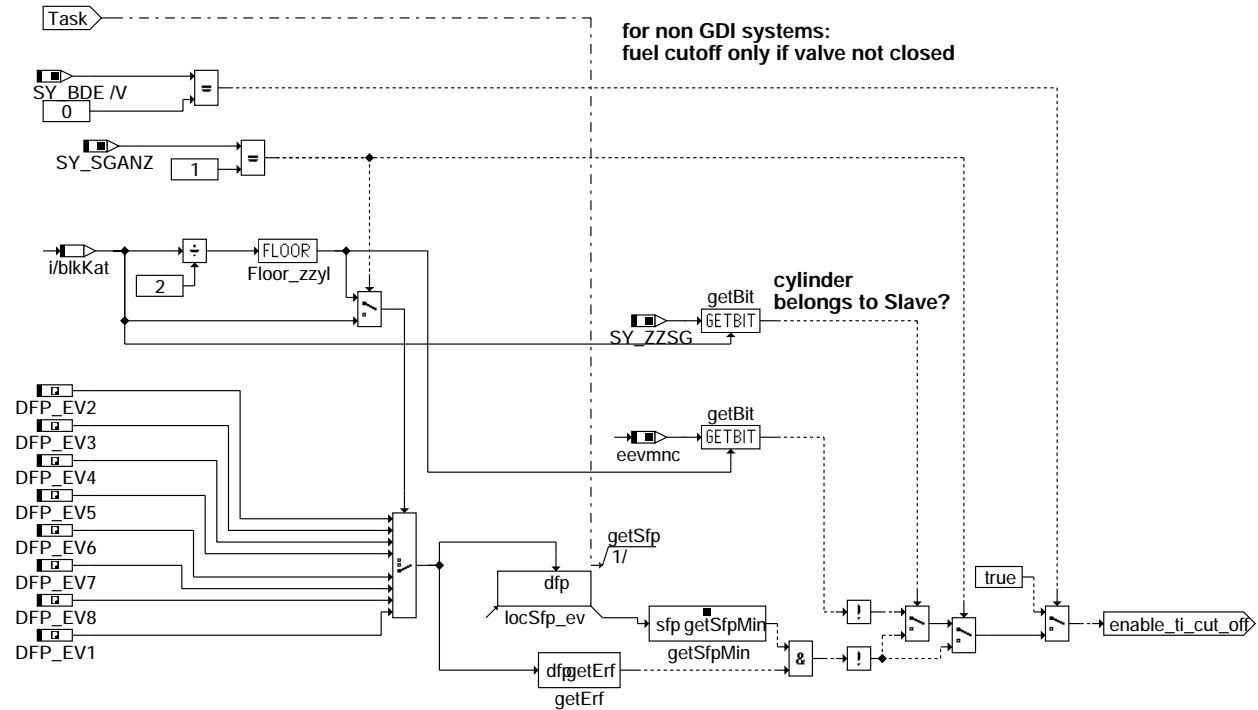 Task
for non GDI systems:
fuel cutoff only if valve not closed
SY_BDE /V
=
0
SY_SGANZ
=
1
i/blkKat
÷
FLOOR
2
Floor_zzyl
cylinder
belongs to Slave?
getBit
GETBIT
SY_ZZSG
DFP_EV2
DFP_EV3
DFP_EV4
DFP_EV5
DFP_EV6
DFP_EV7
DFP_EV8
DFP_EV1
getBit
GETBIT
eevmnc
getSfp
1/
dfp
locSfp_ev
true
!
enable_ti_cut_off
sfp getSfpMin
getSfpMin
&
!
dfpgetErf
getErf